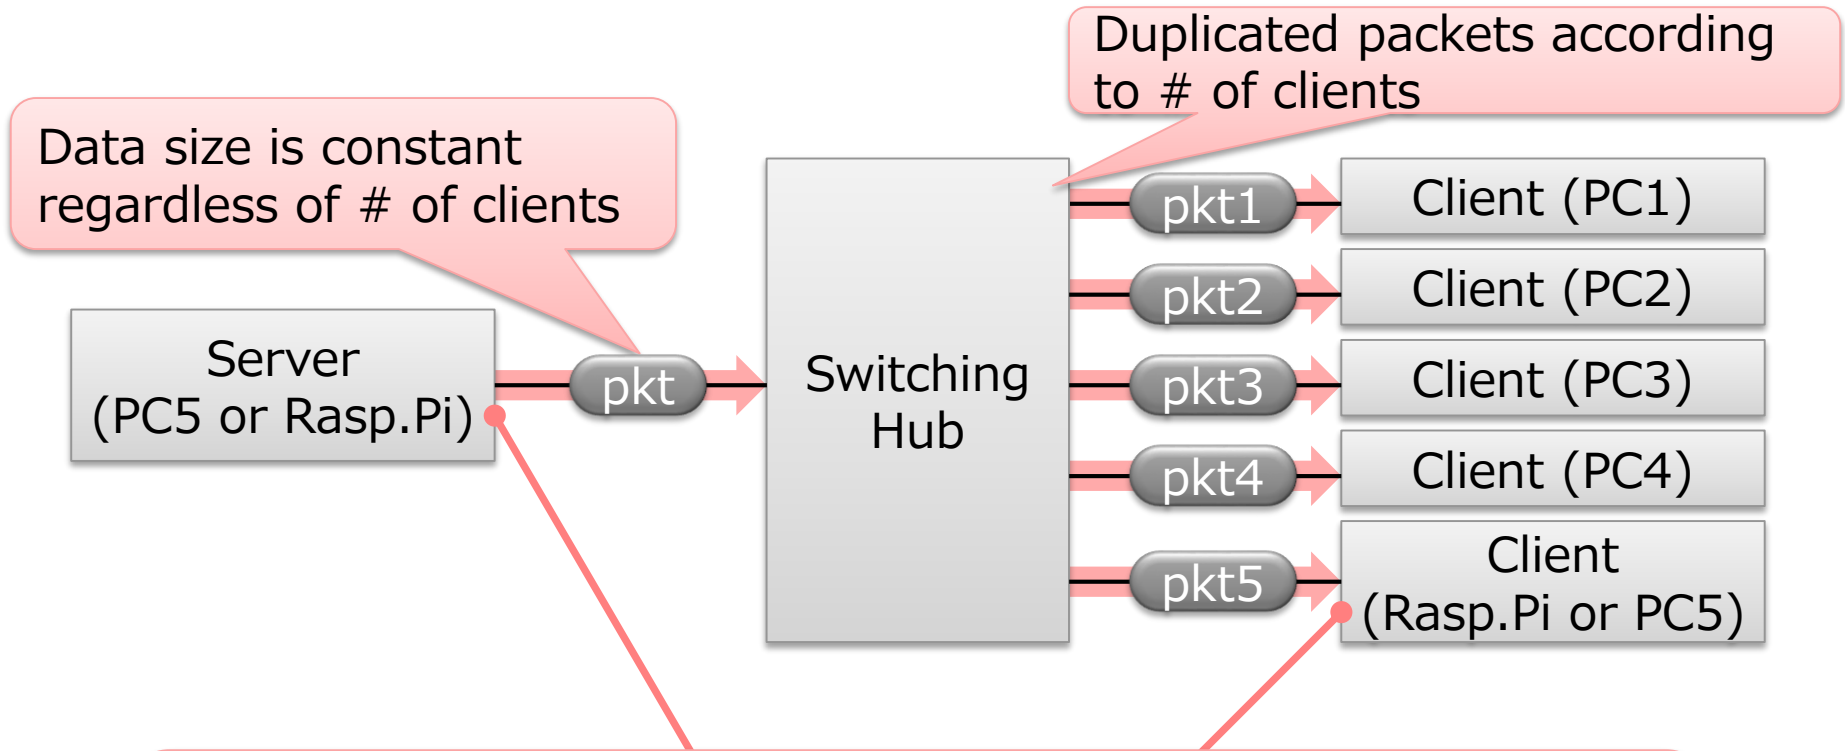 Duplicated packets according
to # of clients
Data size is constant
regardless of # of clients
Server
(PC5 or Rasp.Pi)
pkt
Switching
Hub
pkt1
Client (PC1)
pkt2
Client (PC2)
pkt3
Client (PC3)
pkt4
Client (PC4)
pkt5
Client
(Rasp.Pi or PC5)